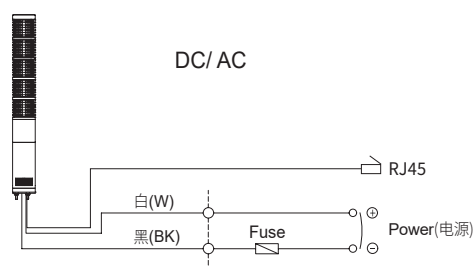 DC/ AC
RJ45
白(W)
⊕
黑(BK)
Fuse
Power(电源)
⊖